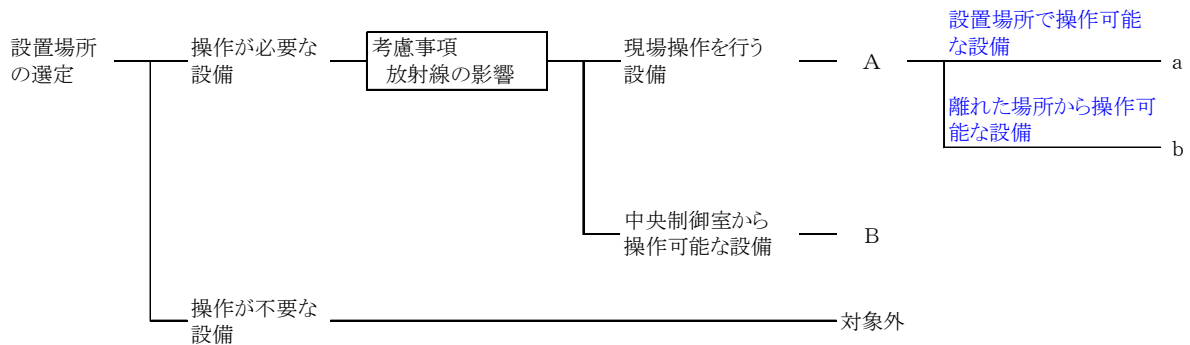 設置場所
の選定
操作が必要な
設備
考慮事項
放射線の影響
現場操作を行う
設備
A
設置場所で操作可能
な設備
a
離れた場所から操作可
能な設備
b
中央制御室から
操作可能な設備
B
操作が不要な
設備
対象外